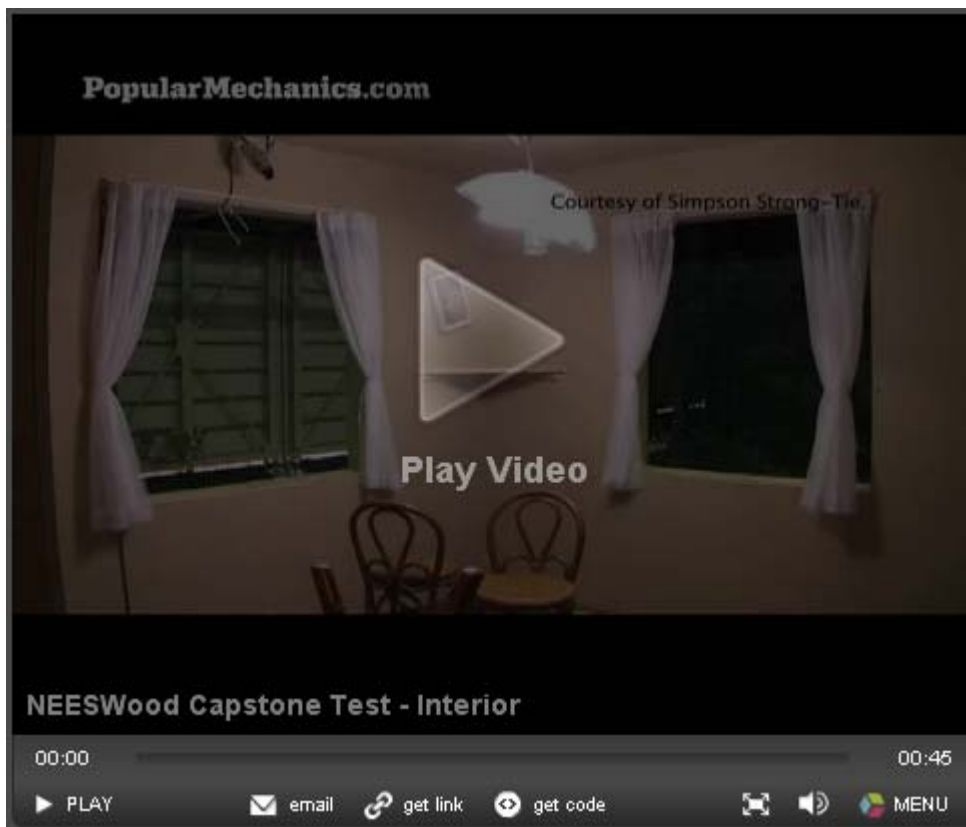 PopularMechanics.com
Courtesy of Simpson Strong-Tie.
Play Video
NEESWood Capstone Test - Interior
00:00 00:45
PLAY email get link get code MENU